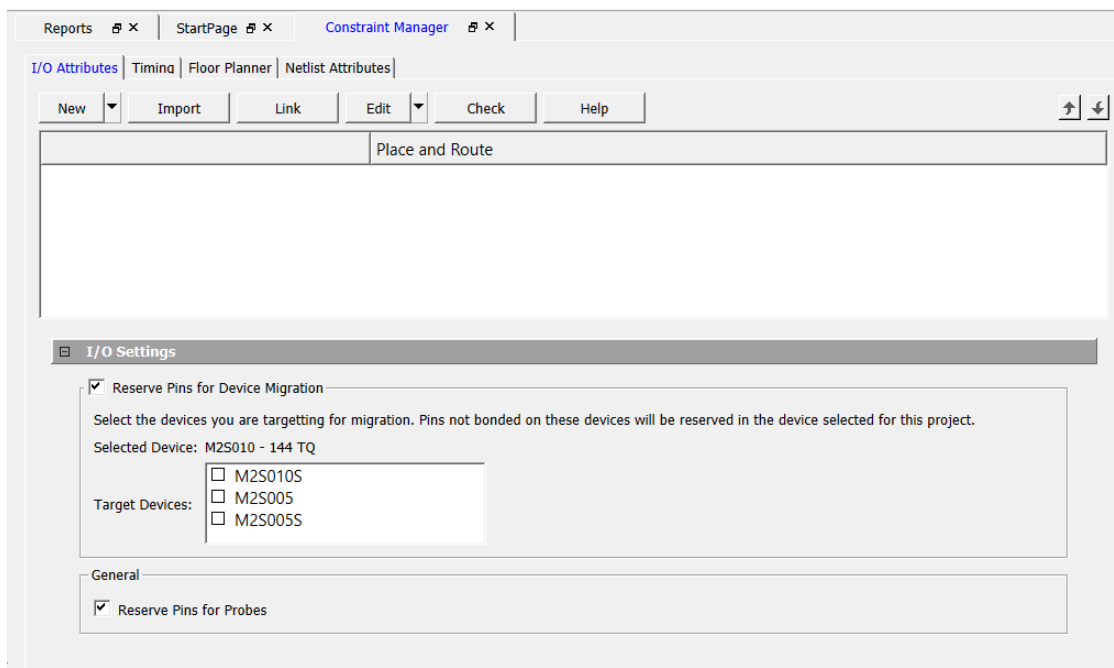 Reports StartPage Constraint Manager
I/O Attributes Timing Floor Planner Netlist Attributes
New Import Link Edit Check Help
Place and Route
I/O Settings
Reserve Pins for Device Migration
Select the devices you are targetting for migration. Pins not bonded on these devices will be reserved in the device selected for this project.
Selected Device: M2S010 - 144 TQ
M2S010S
Target Devices: M2S005
M2S005S
General
Reserve Pins for Probes